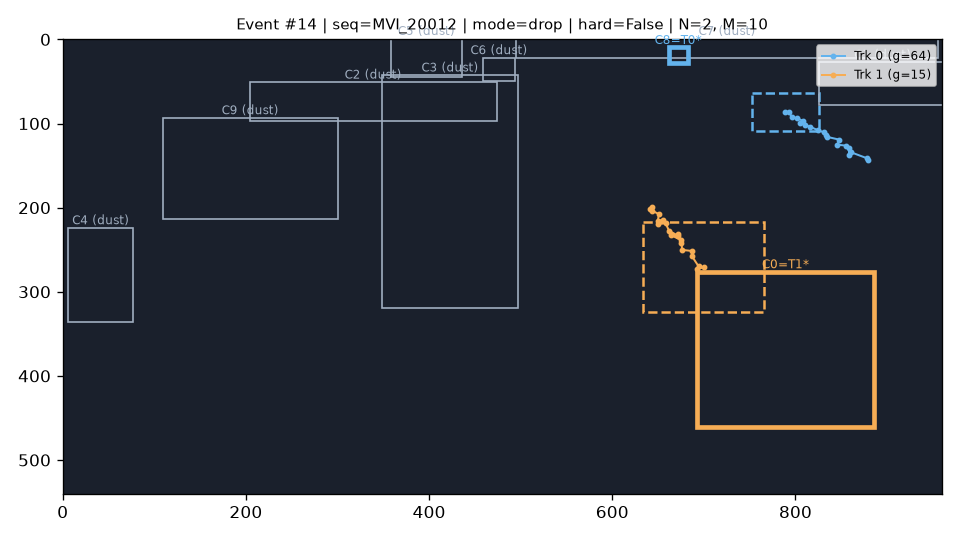 Event #14 | seq=MVI_20012 | mode=drop | hard=False | N=2, M=10
C5 (dust)
C7 (dust)
C8=T0*
C6 (dust)
C3 (dust)
C2 (dust)
C9 (dust)
C4 (dust)
C0=T1*
Trk 0 (g=64)
Trk 1 (g=15)
0
100
200
300
400
500
0
200
400
600
800